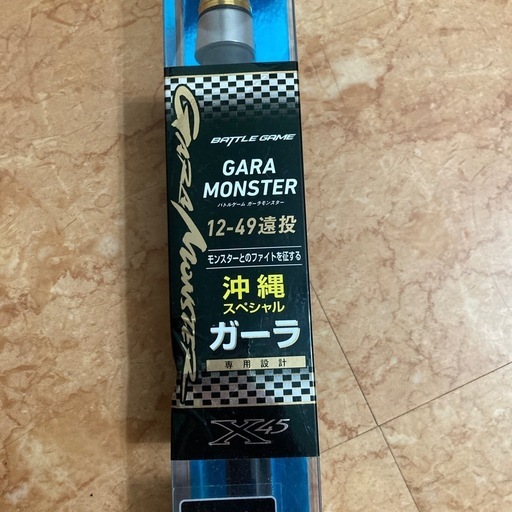 GARA MONSTER
BATTLE GAME
GARA
MONSTER
バトルゲーム ガーラモンスター
12-49遠投
モンスターとのファイトを征する
沖縄
スペシャル
ガーラ
専用設計
X45